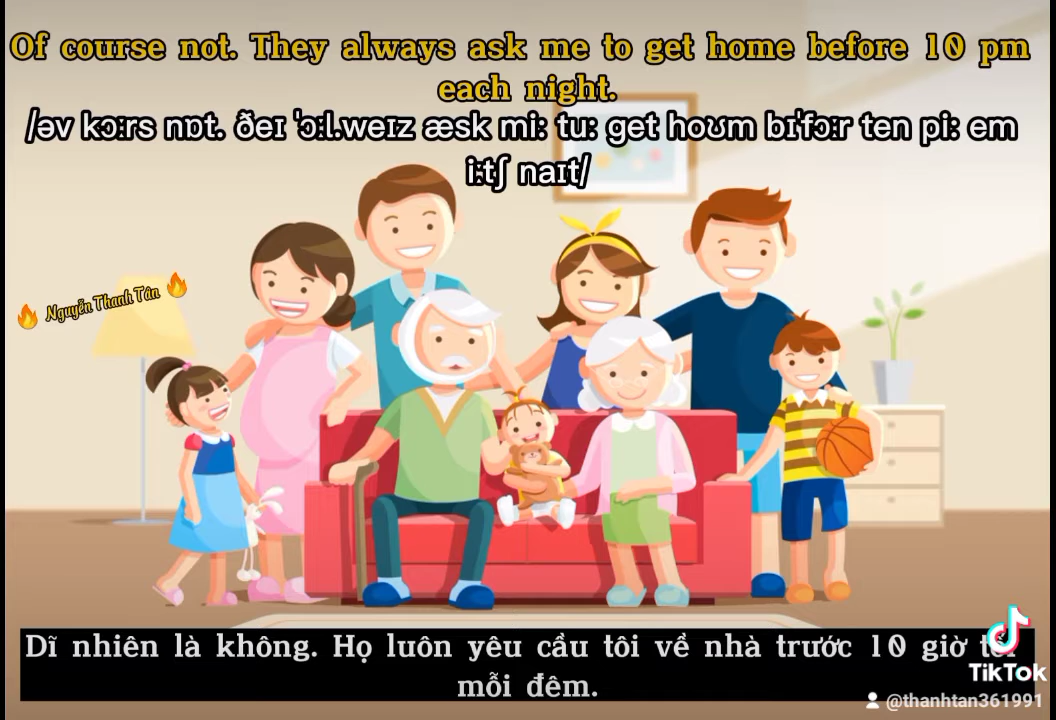 Of course not. They always ask me to get home before 10 pm
each night.
/əv kɔːrs nɒt. ðeɪ ˈɔːl.weɪz æsk miː tuː get hoʊm bɪˈfɔːr ten piː em
iːtʃ naɪt/
🔥 Nguyễn Thanh Tân 🔥
Dĩ nhiên là không. Họ luôn yêu cầu tôi về nhà trước 10 giờ
mỗi đêm.
TikTok
@thanhtan361991